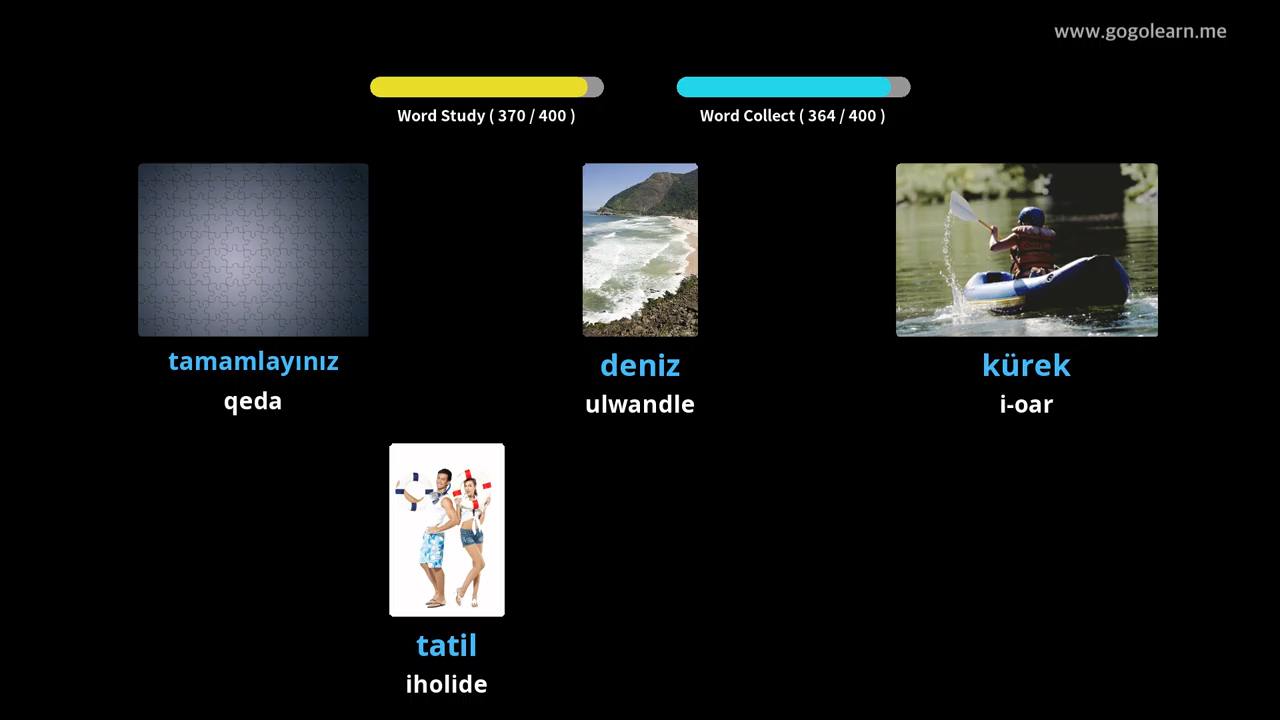 www.gogolearn.me
Word Study ( 370 / 400 )
Word Collect ( 364 / 400 )
tamamlayınız
qeda
deniz
ulwandle
kürek
i-oar
tatil
iholide